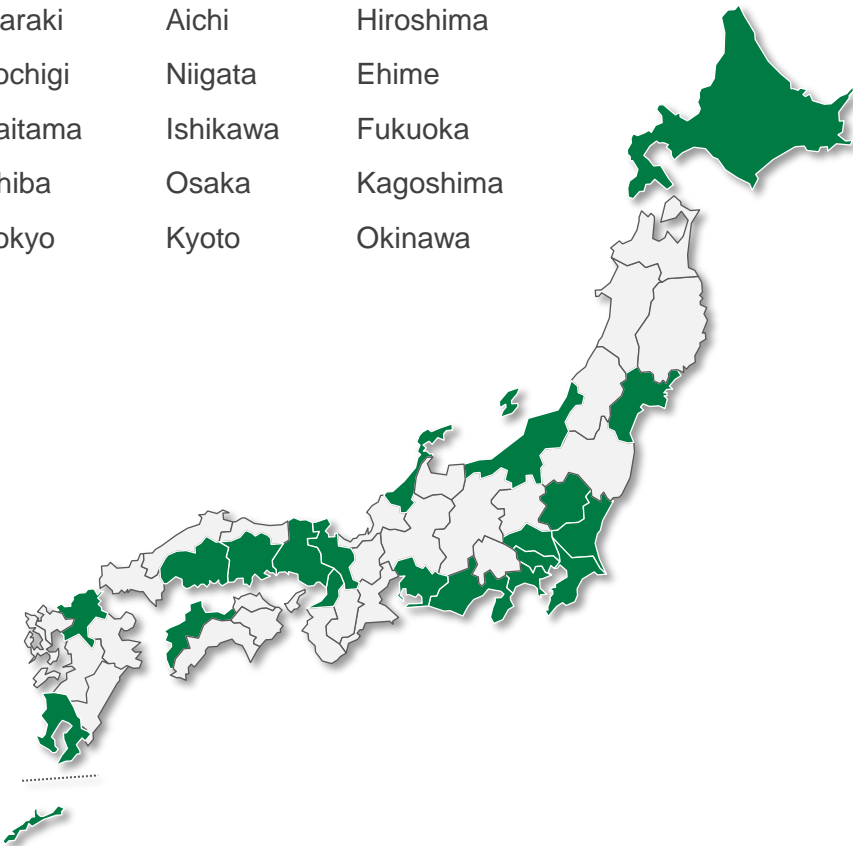 araki Aichi Hiroshima
ochigi Niigata Ehime
aitama Ishikawa Fukuoka
hiba Osaka Kagoshima
okyo Kyoto Okinawa